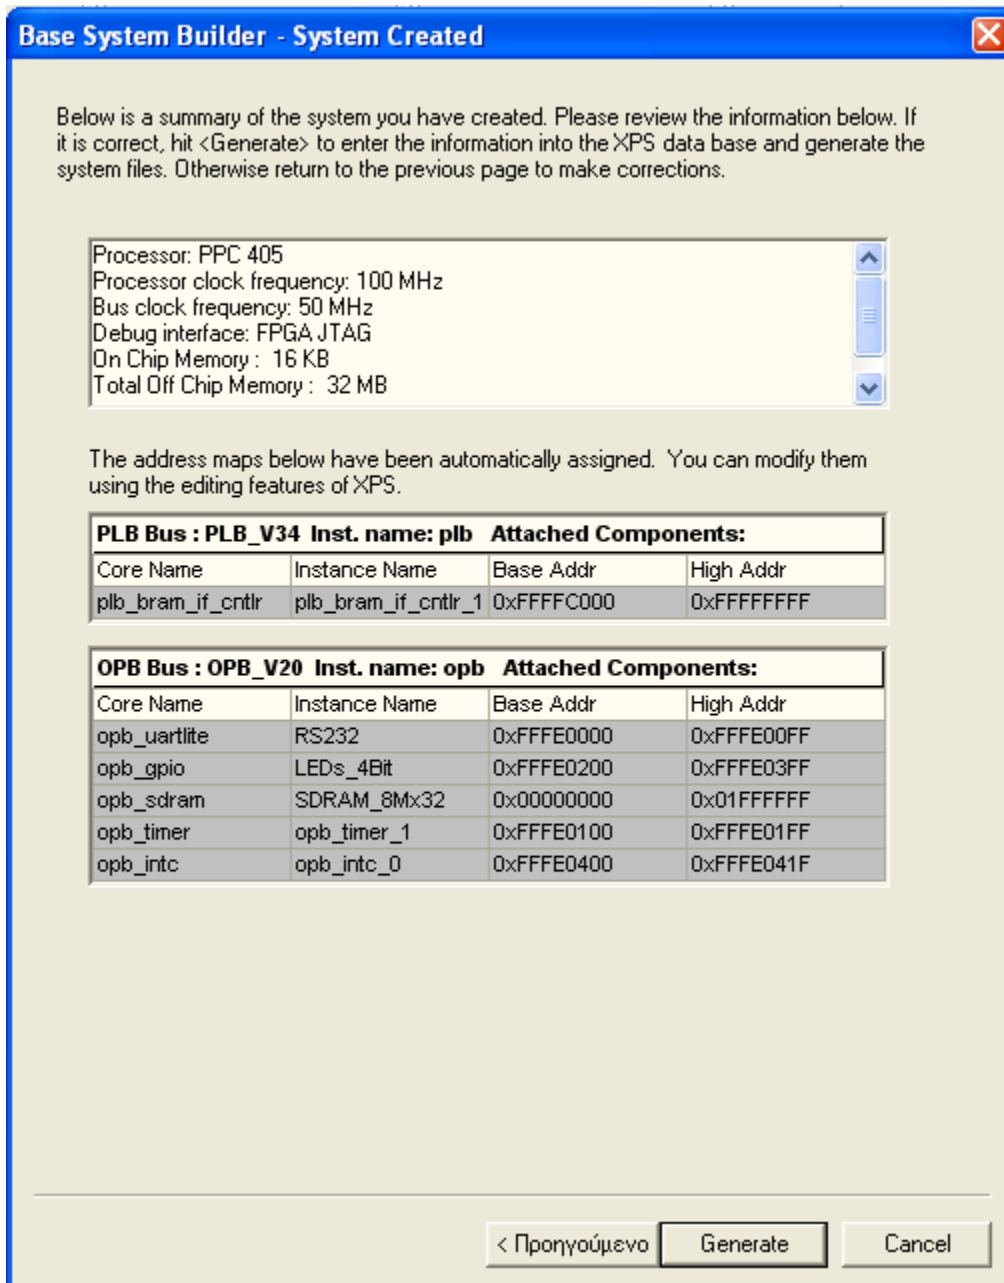 Base System Builder - System Created
Below is a summary of the system you have created. Please review the information below. If
it is correct, hit <Generate> to enter the information into the XPS data base and generate the
system files. Otherwise return to the previous page to make corrections.
Processor: PPC 405
Processor clock frequency: 100 MHz
Bus clock frequency: 50 MHz
Debug interface: FPGA JTAG
On Chip Memory :  16 KB
Total Off Chip Memory :  32 MB
The address maps below have been automatically assigned.  You can modify them
using the editing features of XPS.
PLB Bus : PLB_V34  Inst. name: plb   Attached Components:
Core Name Instance Name Base Addr High Addr
plb_bram_if_cntlr plb_bram_if_cntlr_1 0xFFFFC000 0xFFFFFFFF
OPB Bus : OPB_V20  Inst. name: opb   Attached Components:
Core Name Instance Name Base Addr High Addr
opb_uartlite RS232 0xFFFE0000 0xFFFE00FF
opb_gpio LEDs_4Bit 0xFFFE0200 0xFFFE03FF
opb_sdram SDRAM_8Mx32 0x00000000 0x01FFFFFF
opb_timer opb_timer_1 0xFFFE0100 0xFFFE01FF
opb_intc opb_intc_0 0xFFFE0400 0xFFFE041F
< Προηγούμενο Generate Cancel